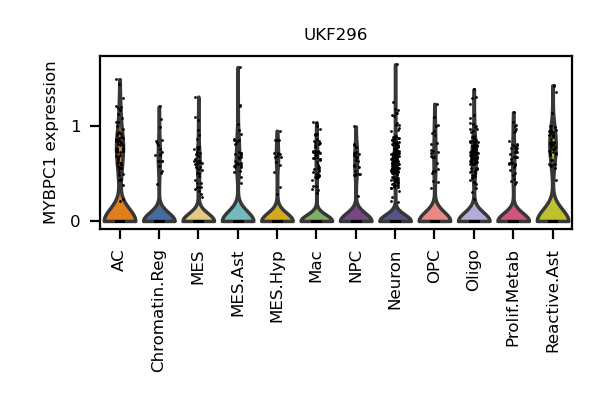 UKF296
MYBPC1 expression
1
0
AC
Chromatin.Reg
MES
MES.Ast
MES.Hyp
Mac
NPC
Neuron
OPC
Oligo
Prolif.Metab
Reactive.Ast